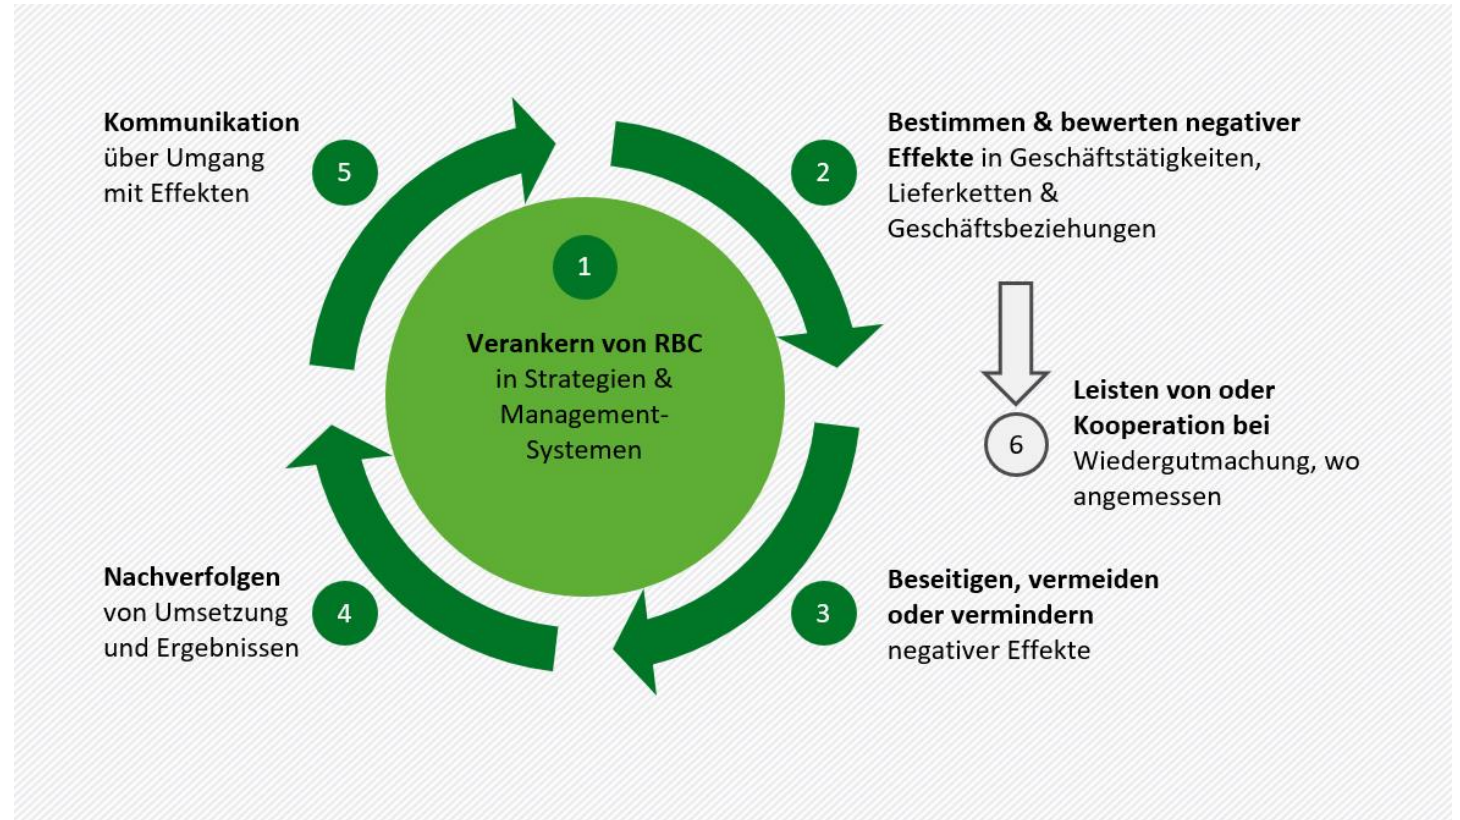 1
Verankern von RBC
in Strategien &
Management-
Systemen
2
Bestimmen & bewerten negativer
Effekte in Geschäftstätigkeiten,
Lieferketten &
Geschäftsbeziehungen
6
Leisten von oder
Kooperation bei
Wiedergutmachung, wo
angemessen
3
Beseitigen, vermeiden
oder vermindern
negativer Effekte
4
Nachverfolgen
von Umsetzung
und Ergebnissen
5
Kommunikation
über Umgang
mit Effekten